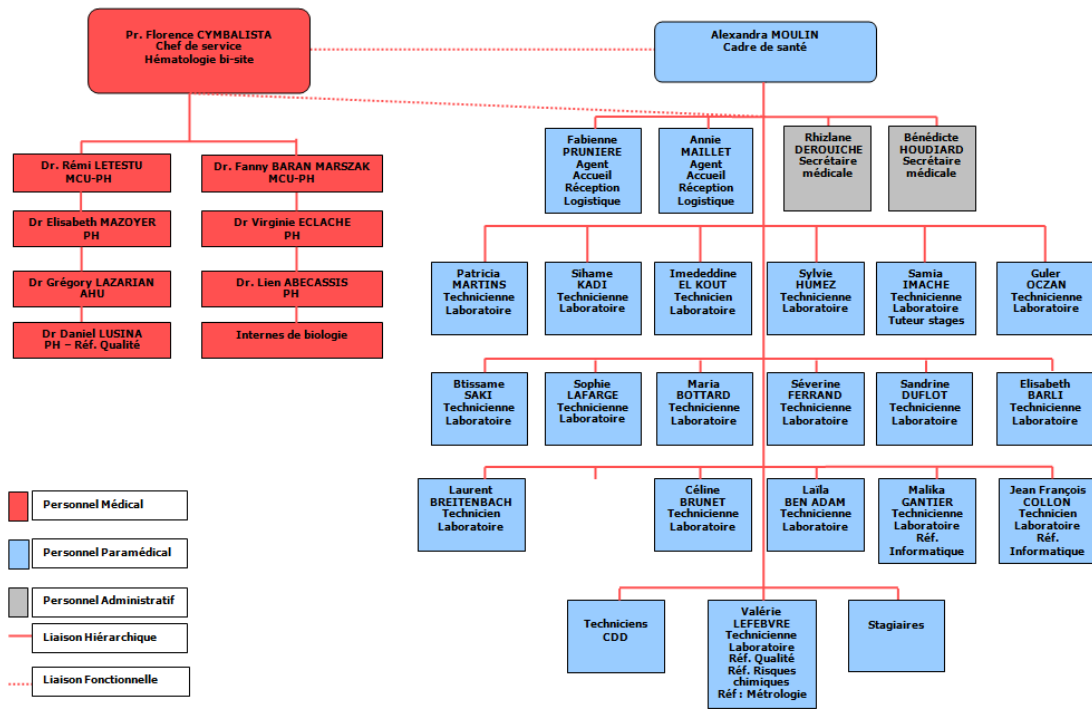 Pr. Florence CYMBALISTA
Chef de service
Hématologie bi-site
Alexandra MOULIN
Cadre de santé
Dr. Rémi LETESTU
MCU-PH
Dr. Fanny BARAN MARSZAK
MCU-PH
Dr Elisabeth MAZOYER
PH
Dr Virginie ECLACHE
PH
Dr Grégory LAZARIAN
AHU
Dr. Lien ABECASSIS
PH
Dr Daniel LUSINA
PH – Réf. Qualité
Internes de biologie
Fabienne
PRUNIERE
Agent
Accueil
Réception
Logistique
Annie
MAILLET
Agent
Accueil
Réception
Logistique
Rhizlane
DEROUICHE
Secrétaire
médicale
Bénédicte
HOUDIARD
Secrétaire
médicale
Patricia
MARTINS
Technicienne
Laboratoire
Sihame
KADI
Technicienne
Laboratoire
Imededdine
EL KOUT
Technicien
Laboratoire
Sylvie
HUMEZ
Technicienne
Laboratoire
Samia
IMACHE
Technicienne
Laboratoire
Tuteur stages
Guler
OCZAN
Technicienne
Laboratoire
Btissame
SAKI
Technicienne
Laboratoire
Sophie
LAFARGE
Technicienne
Laboratoire
Maria
BOTTARD
Technicienne
Laboratoire
Séverine
FERRAND
Technicienne
Laboratoire
Sandrine
DUFLOT
Technicienne
Laboratoire
Elisabeth
BARLI
Technicienne
Laboratoire
Laurent
BREITENBACH
Technicien
Laboratoire
Céline
BRUNET
Technicienne
Laboratoire
Laïla
BEN ADAM
Technicienne
Laboratoire
Malika
GANTIER
Technicienne
Laboratoire
Réf.
Informatique
Jean François
COLLON
Technicien
Laboratoire
Réf.
Informatique
Techniciens
CDD
Valérie
LEFEBVRE
Technicienne
Laboratoire
Réf. Qualité
Réf. Risques
chimiques
Réf : Métrologie
Stagiaires
Personnel Médical
Personnel Paramédical
Personnel Administratif
Liaison Hiérarchique
Liaison Fonctionnelle